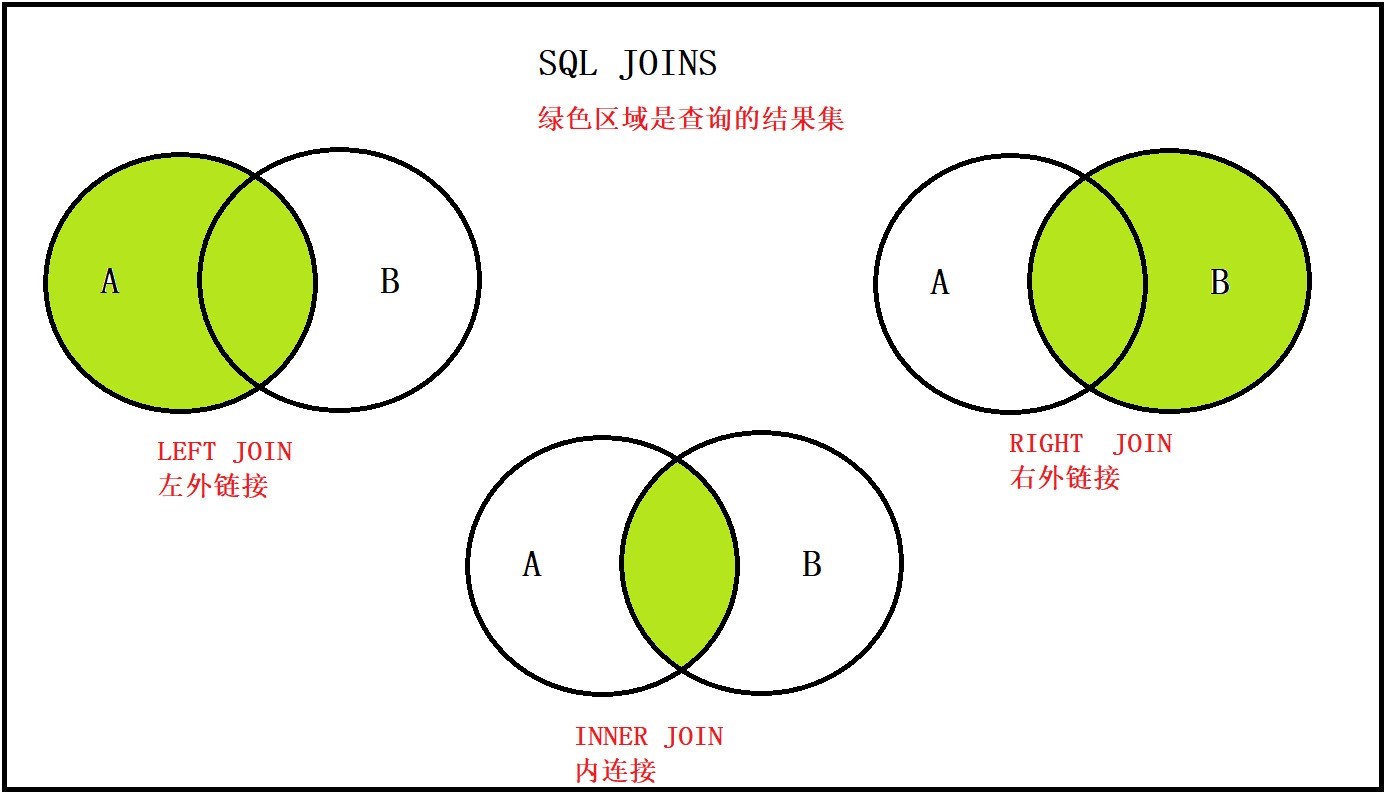 SQL JOINS
绿色区域是查询的结果集
A
B
LEFT JOIN
左外链接
A
B
RIGHT JOIN
右外链接
A
B
INNER JOIN
内连接